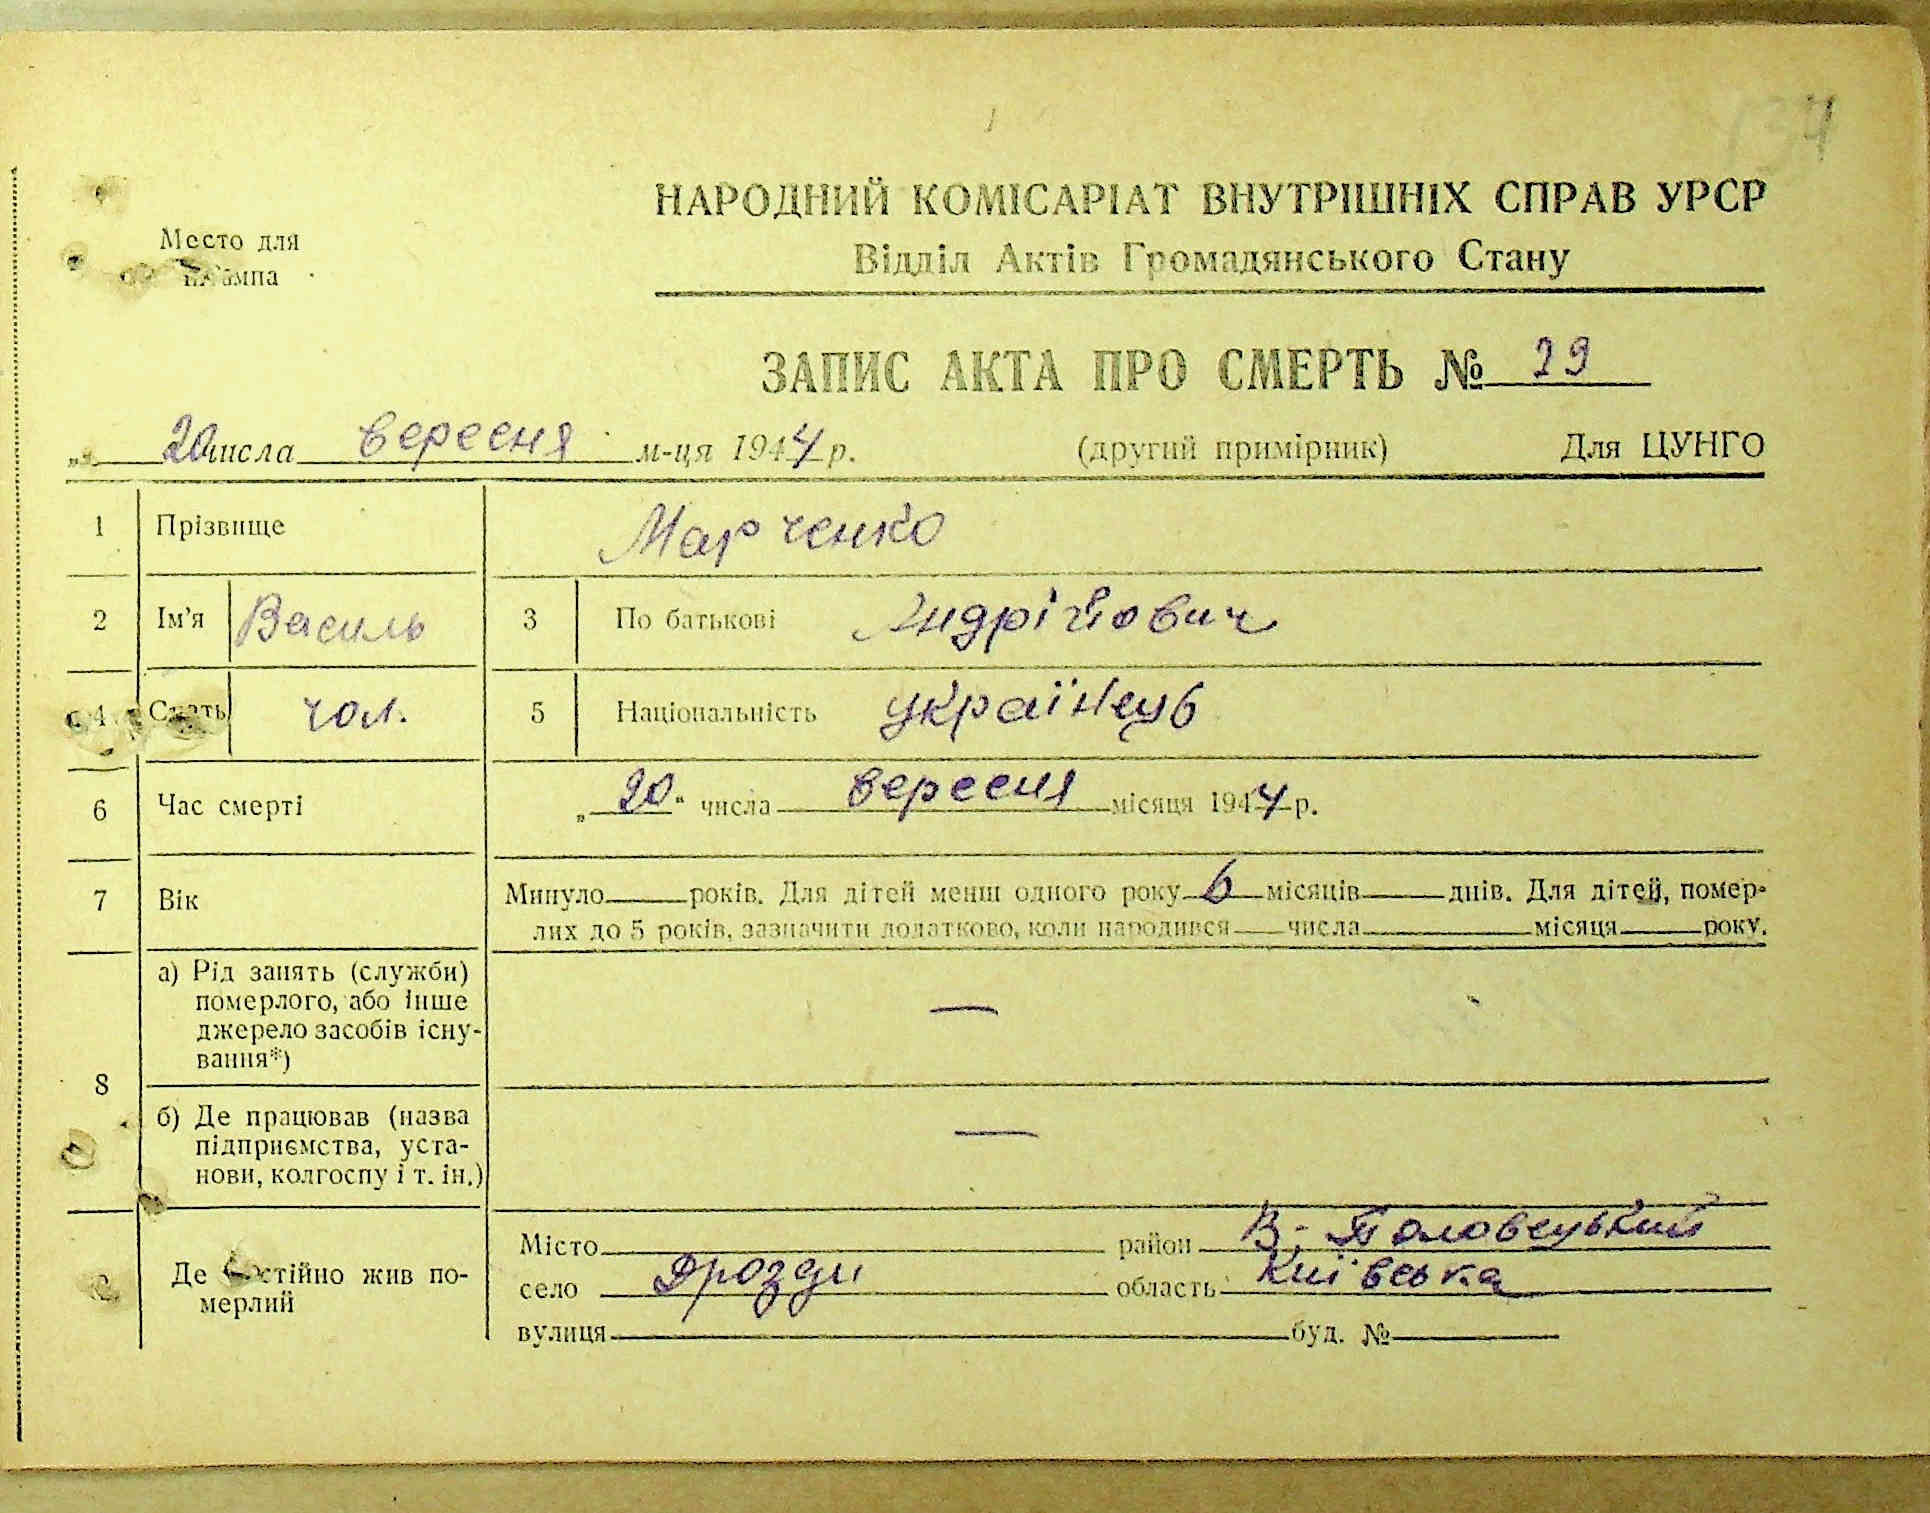 134
НАРОДНИЙ КОМІСАРІАТ ВНУТРІШНІХ СПРАВ УРСР
Место для
штампа
Відділ Актів Громадянського Стану
ЗАПИС АКТА ПРО СМЕРТЬ № 29
„ 20 числа вересня м-ця 1944 р. (другий примірник) Для ЦУНГО
1 Прізвище Марченко
2 Ім’я Василь 3 По батькові Андрійович
4 Стать чол. 5 Національність українець
6 Час смерті „20“ числа вересня місяця 1944 р.
7 Вік Минуло років. Для дітей менш одного року 6 місяців днів. Для дітей, помер-
лих до 5 років, зазначити додатково, коли народився числа місяця року.
8 а) Рід занять (служби)
померлого, або інше
джерело засобів існу-
вання*) —
б) Де працював (назва
підприємства, уста-
нови, колгоспу і т. ін.) —
9 Де постійно жив по-
мерлий
Місто район В.-Половецький
село Дрозди область Київська
вулиця буд. №